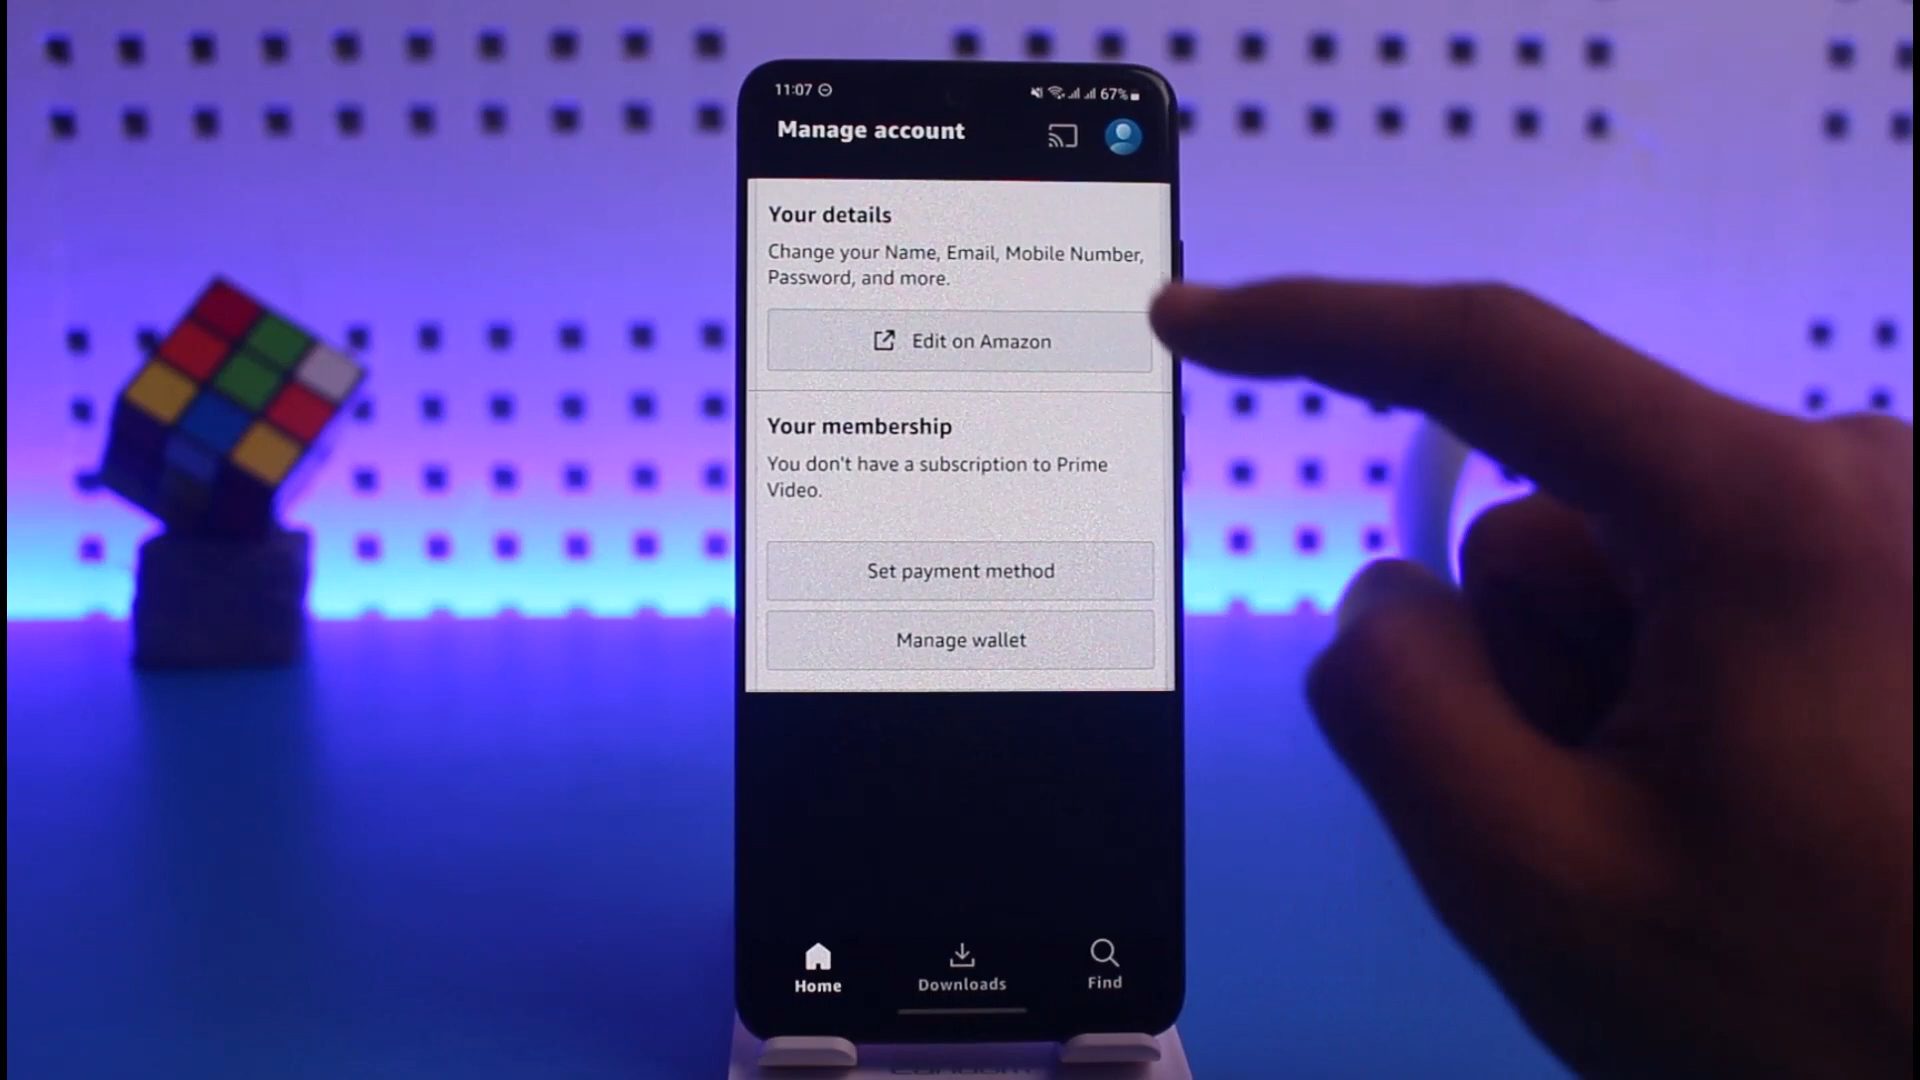 11:07
67%
Manage account
Your details
Change your Name, Email, Mobile Number,
Password, and more.
Edit on Amazon
Your membership
You don't have a subscription to Prime
Video.
Set payment method
Manage wallet
Home
Downloads
Find